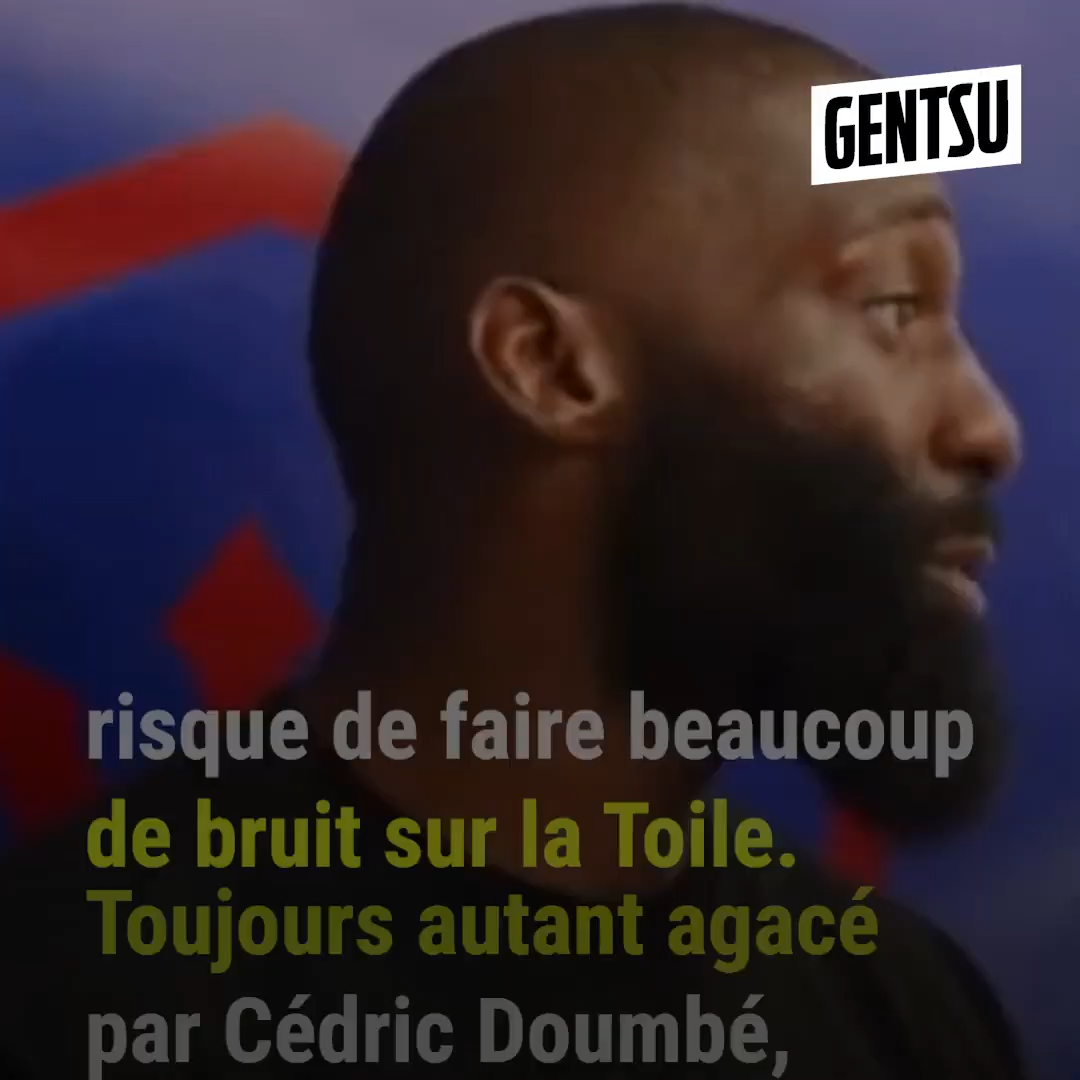 GENTSU
risque de faire beaucoup
de bruit sur la Toile.
Toujours autant agacé
par Cédric Doumbé,